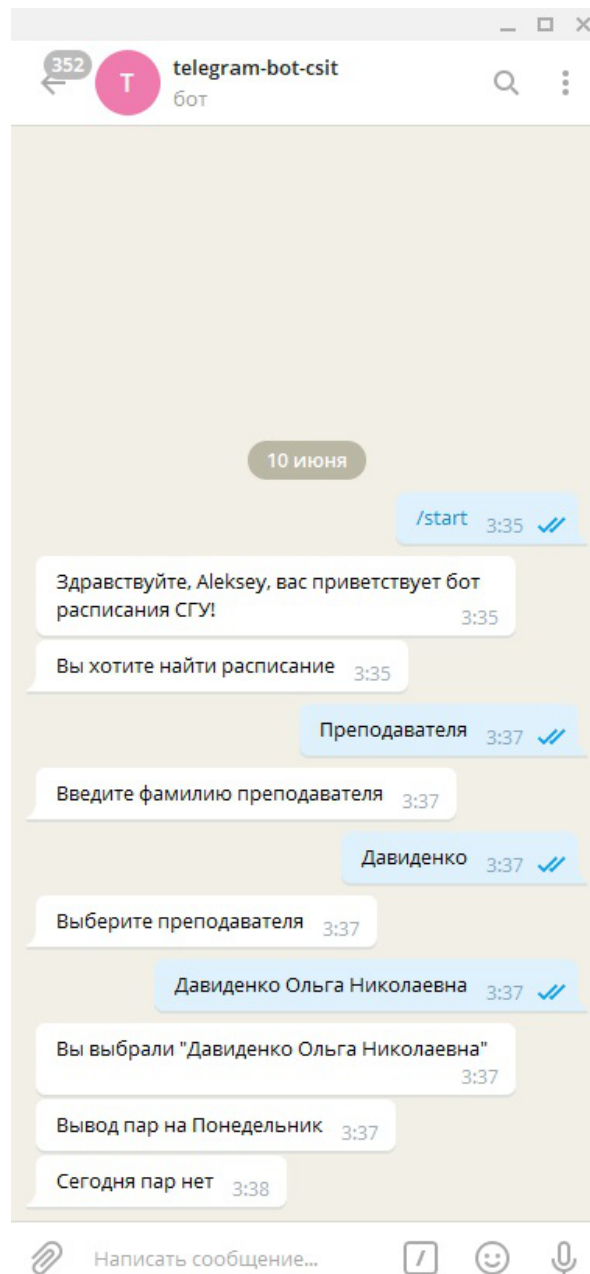 352
T
telegram-bot-csit
бот
10 июня
/start 3:35
Здравствуйте, Aleksey, вас приветствует бот
расписания СГУ!
3:35
Вы хотите найти расписание 3:35
Преподавателя 3:37
Введите фамилию преподавателя 3:37
Давиденко 3:37
Выберите преподавателя 3:37
Давиденко Ольга Николаевна 3:37
Вы выбрали "Давиденко Ольга Николаевна"
3:37
Вывод пар на Понедельник 3:37
Сегодня пар нет 3:38
Написать сообщение...
/